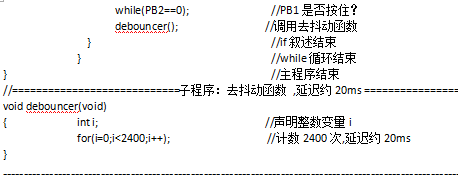 while(PB2==0); //PB1 是否按住?
debouncer(); //调用去抖动函数
} //if 叙述结束
} //while 循环结束
} //主程序结束
//==============================子程序：去抖动函数 ,延迟约 20ms ==================
void debouncer(void)
{ int i; //声明整数变量 i
for(i=0;i<2400;i++); //计数 2400 次,延迟约 20ms
}
--------------------------------------------------------------------------------